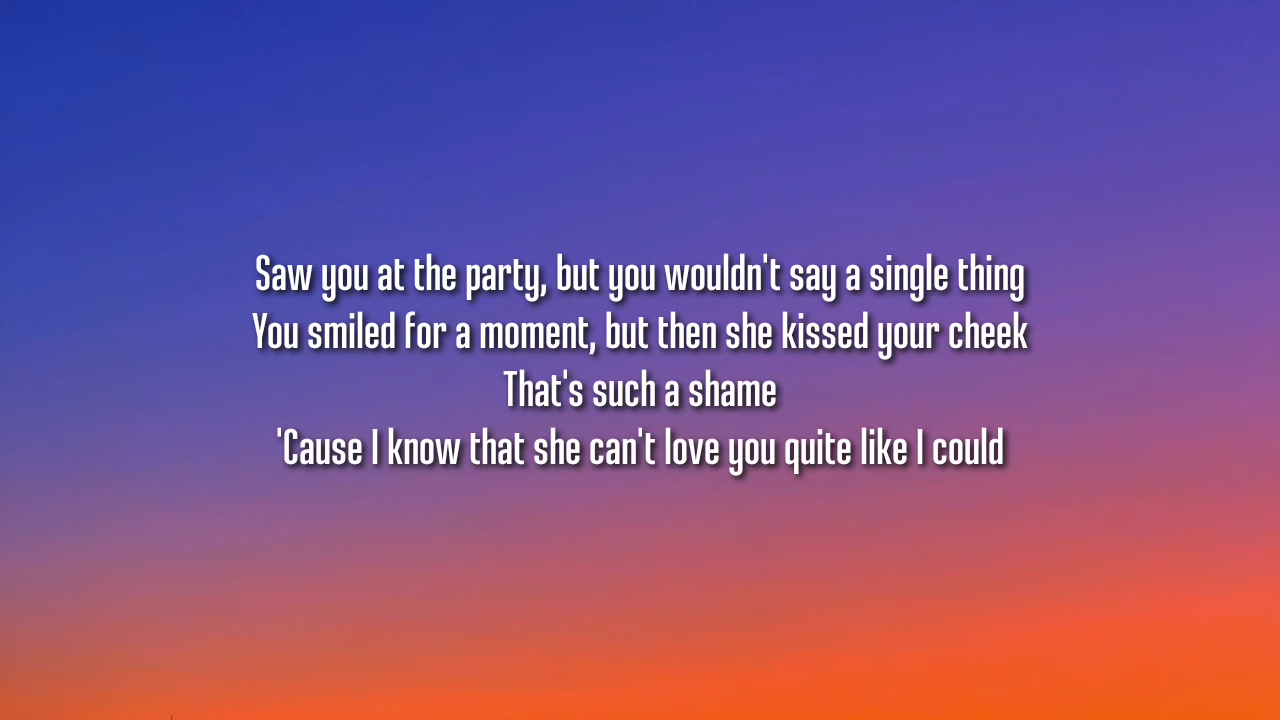 Saw you at the party, but you wouldn't say a single thing
You smiled for a moment, but then she kissed your cheek
That's such a shame
'Cause I know that she can't love you quite like I could